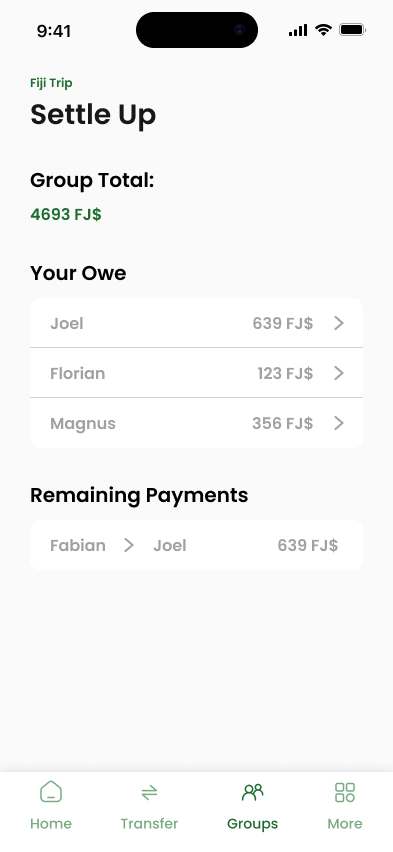 9:41
Fiji Trip
Settle Up
Group Total:
4693 FJ$
Your Owe
Joel 639 FJ$
Florian 123 FJ$
Magnus 356 FJ$
Remaining Payments
Fabian Joel 639 FJ$
Home Transfer Groups More